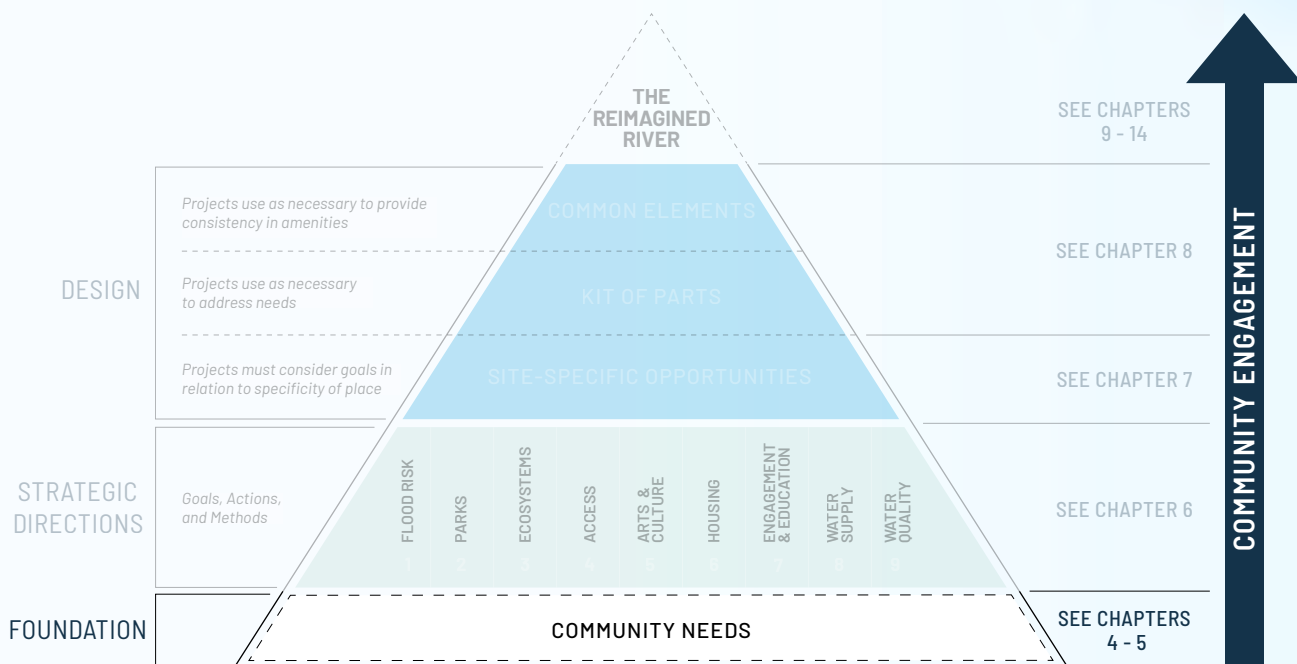 THE
REIMAGINED
RIVER
SEE CHAPTERS
9 - 14
Projects use as necessary to provide
consistency in amenities
COMMON ELEMENTS
DESIGN
Projects use as necessary
to address needs
KIT OF PARTS
SEE CHAPTER 8
Projects must consider goals in
relation to specificity of place
SITE-SPECIFIC OPPORTUNITIES
SEE CHAPTER 7
STRATEGIC
DIRECTIONS
Goals, Actions,
and Methods
FLOOD RISK
PARKS
ECOSYSTEMS
ACCESS
ARTS &
CULTURE
HOUSING
ENGAGEMENT
& EDUCATION
WATER
SUPPLY
WATER
QUALITY
1 2 3 4 5 6 7 8 9
SEE CHAPTER 6
FOUNDATION
COMMUNITY NEEDS
SEE CHAPTERS
4 - 5
COMMUNITY ENGAGEMENT